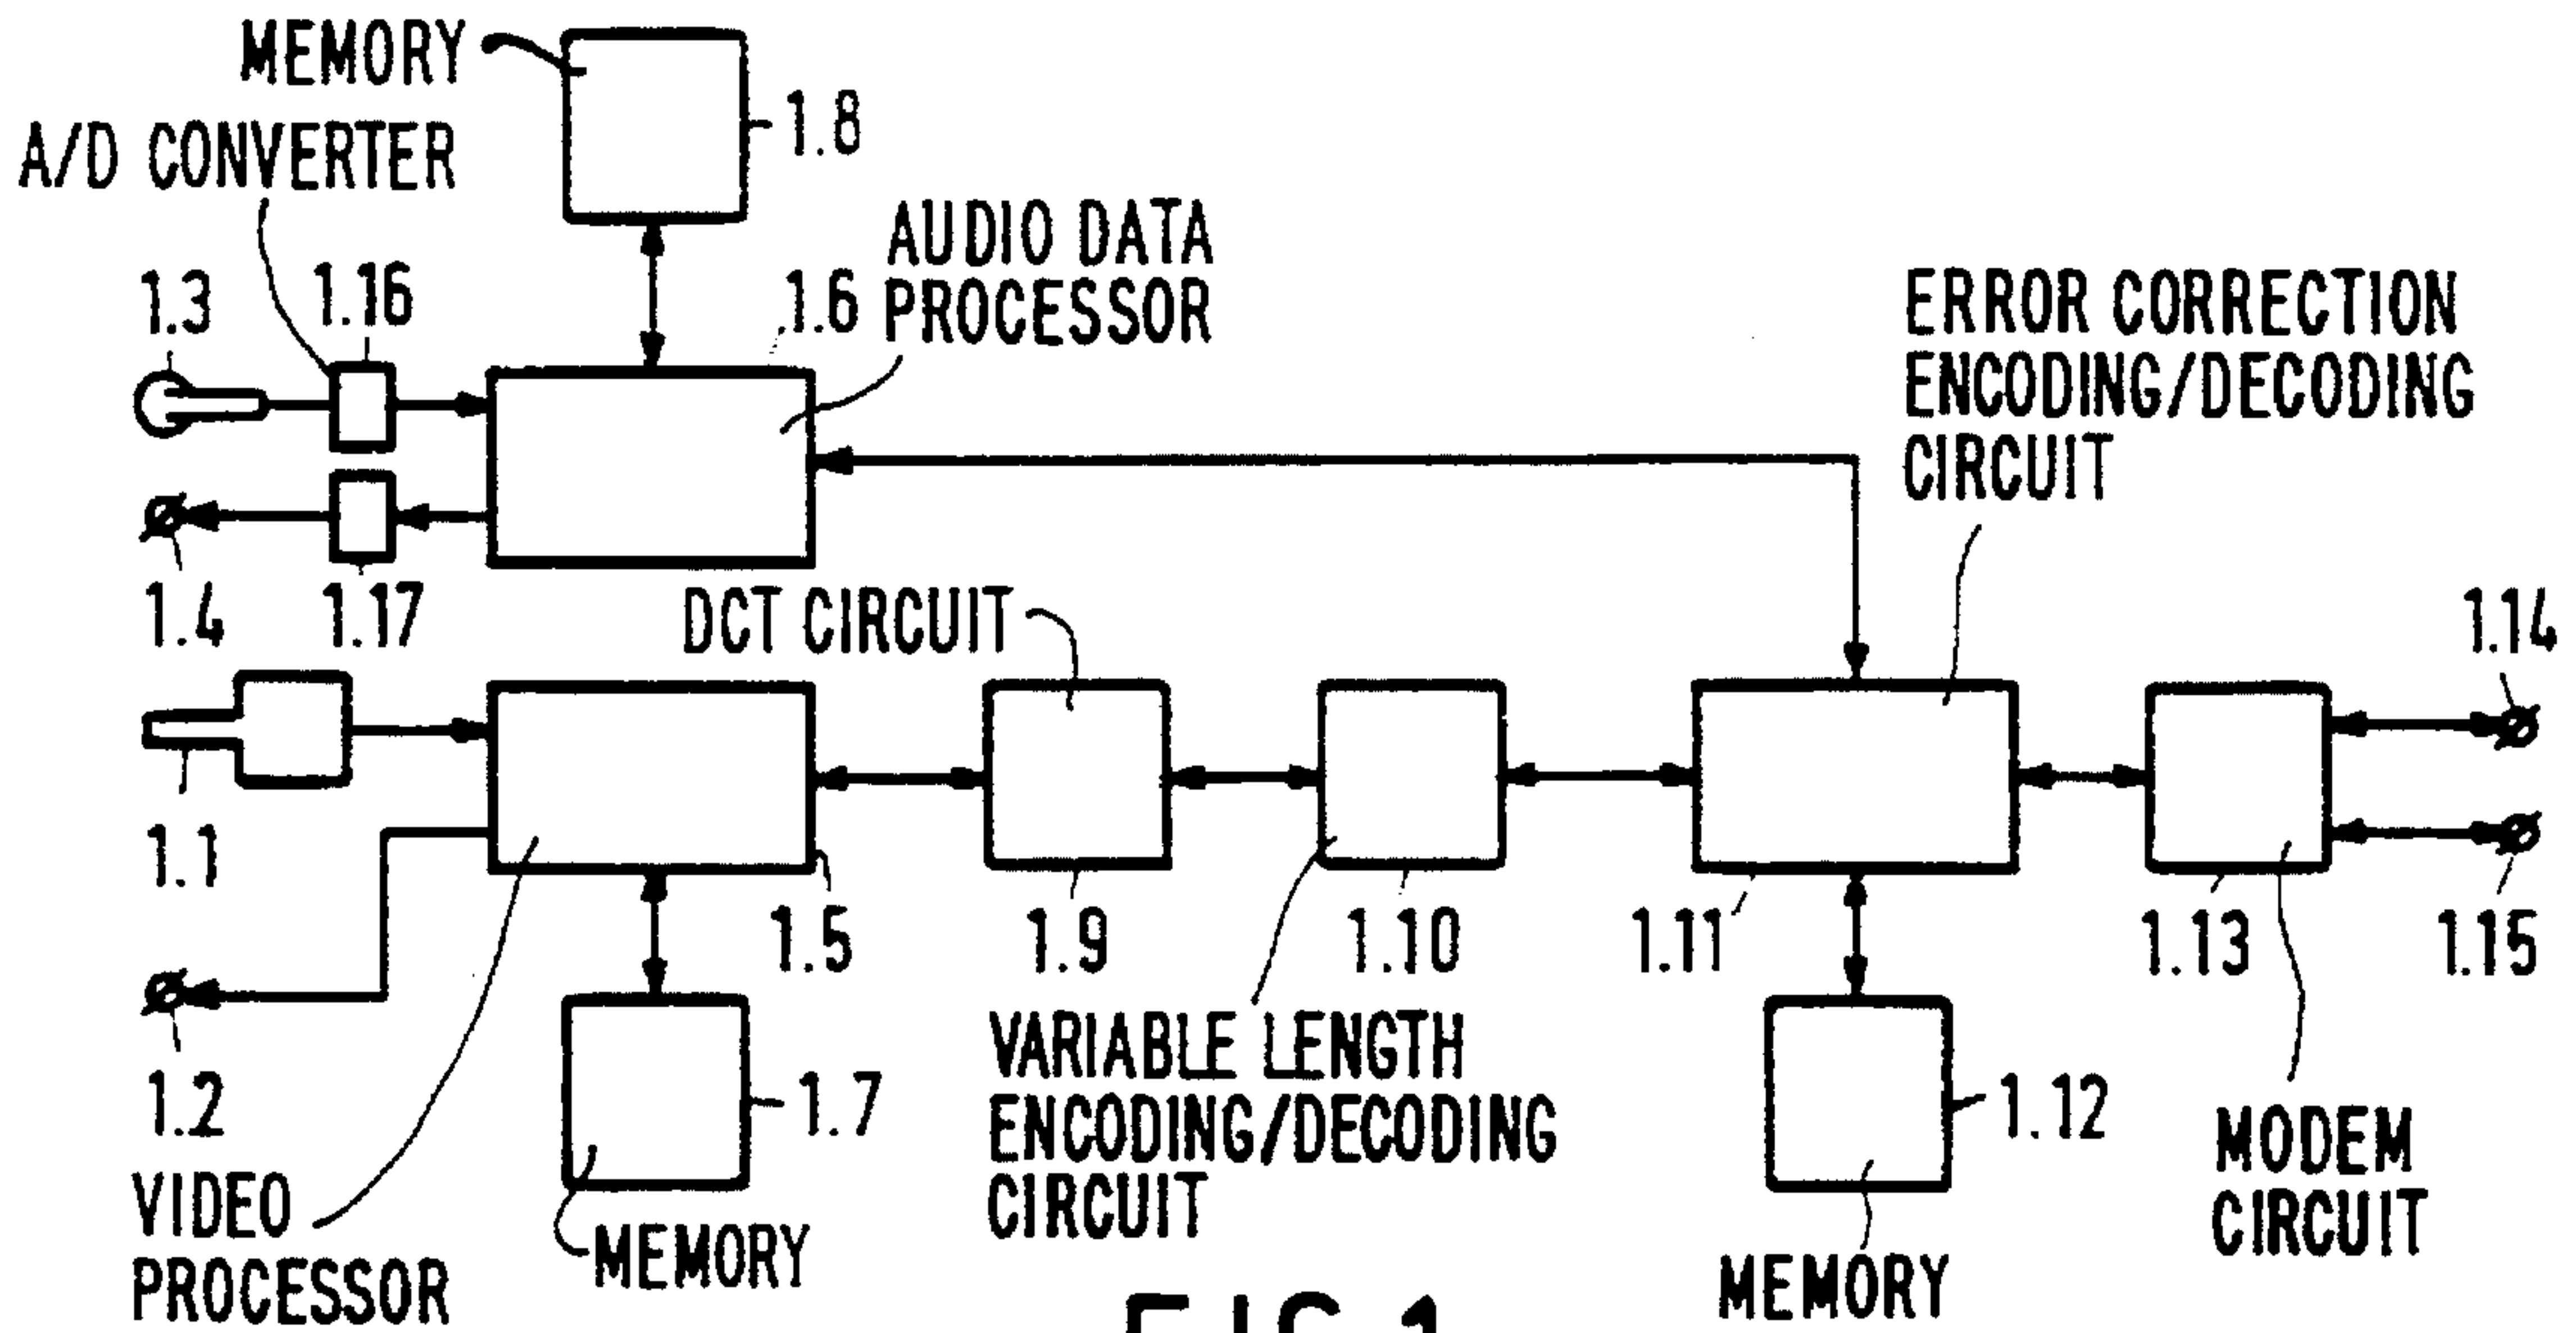 MEMORY
1.8
A/D CONVERTER
AUDIO DATA
PROCESSOR
1.3
1.16
1.6
ERROR CORRECTION
ENCODING/DECODING
CIRCUIT
1.4
1.17
DCT CIRCUIT
1.14
1.1
1.5
1.9
1.10
1.11
1.13
1.15
1.2
1.7
VARIABLE LENGTH
ENCODING/DECODING
CIRCUIT
1.12
MODEM
CIRCUIT
VIDEO
PROCESSOR
MEMORY
MEMORY
FIG.1